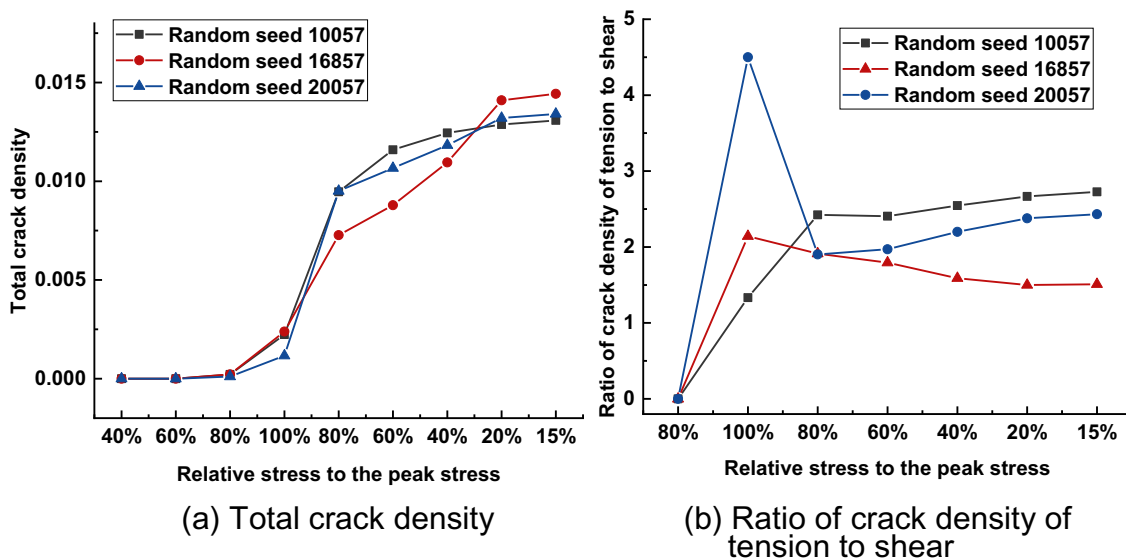 Random seed 10057
Random seed 16857
Random seed 20057
0.015
0.010
0.005
0.000
Total crack density
40% 60% 80% 100% 80% 60% 40% 20% 15%
Relative stress to the peak stress
(a) Total crack density
Random seed 10057
Random seed 16857
Random seed 20057
5
4
3
2
1
0
Ratio of crack density of tension to shear
80% 100% 80% 60% 40% 20% 15%
Relative stress to the peak stress
(b) Ratio of crack density of
tension to shear